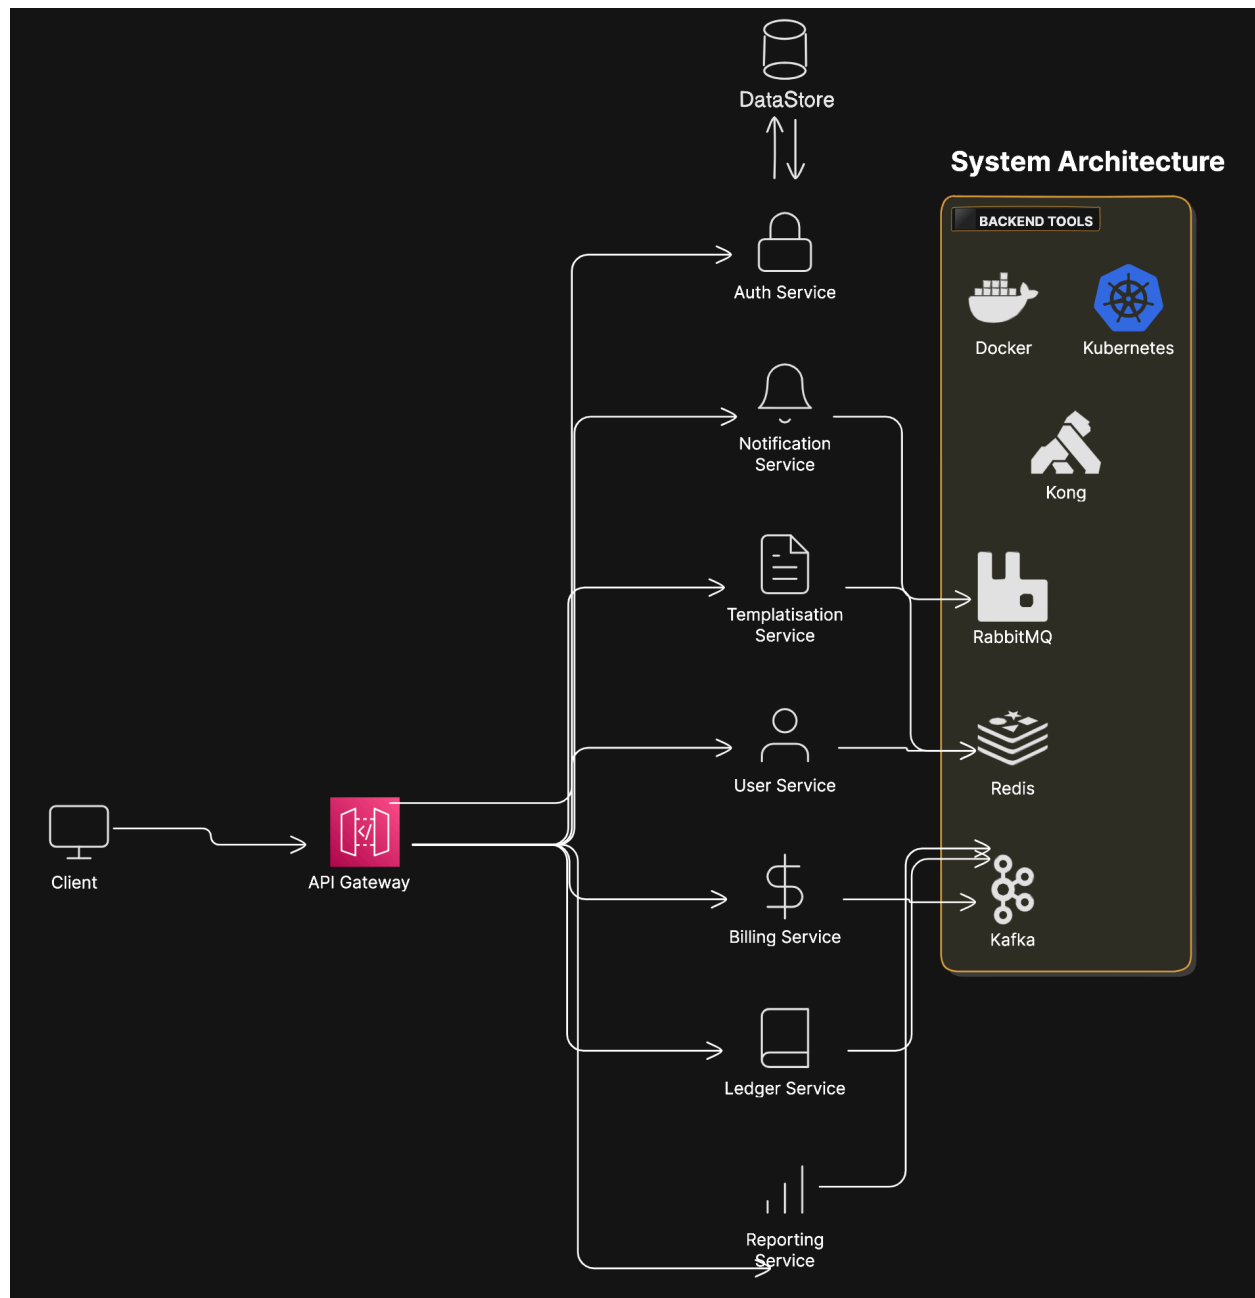 DataStore
System Architecture
BACKEND TOOLS
Auth Service
Docker
Kubernetes
Notification
Service
Kong
Templatisation
Service
RabbitMQ
User Service
Redis
Client
API Gateway
Billing Service
Kafka
Ledger Service
Reporting
Service